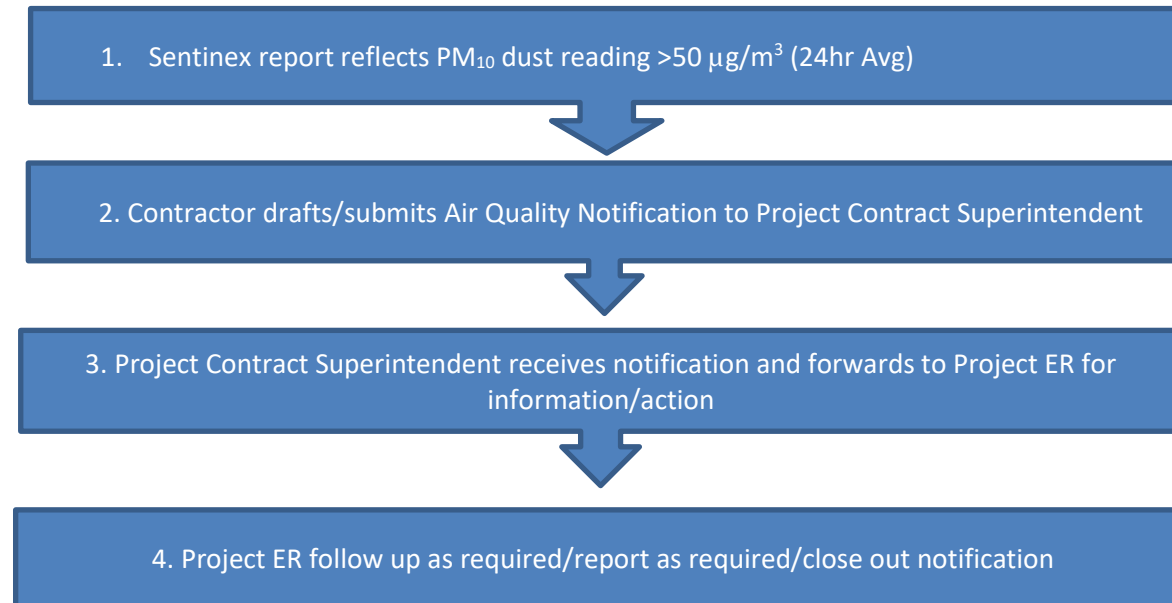 1. Sentinex report reflects PM₁₀ dust reading >50 µg/m³ (24hr Avg)
2. Contractor drafts/submits Air Quality Notification to Project Contract Superintendent
3. Project Contract Superintendent receives notification and forwards to Project ER for
information/action
4. Project ER follow up as required/report as required/close out notification